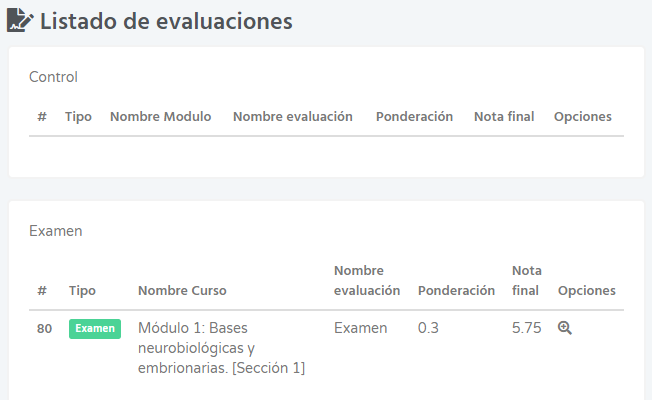 Listado de evaluaciones
Control
# Tipo Nombre Modulo Nombre evaluación Ponderación Nota final Opciones
Examen
# Tipo Nombre Curso Nombre evaluación Ponderación Nota final Opciones
80 Examen Módulo 1: Bases Examen 0.3 5.75
neurobiológicas y
embrionarias. [Sección 1]